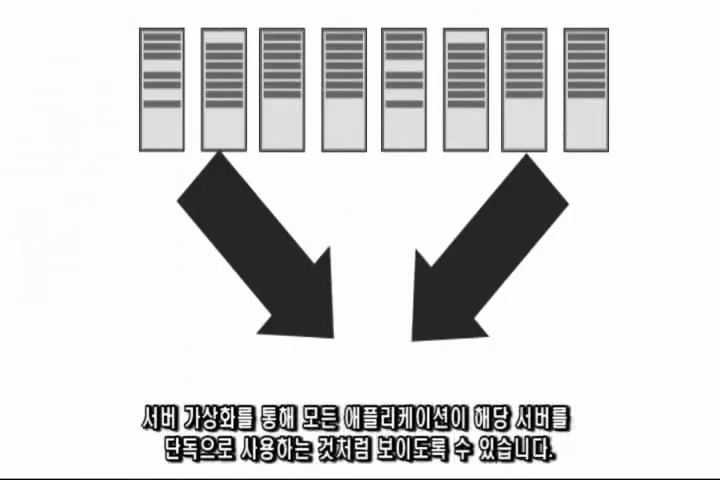 서버 가상화를 통해 모든 애플리케이션이 해당 서버를
단독으로 사용하는 것처럼 보이도록 수 있습니다.